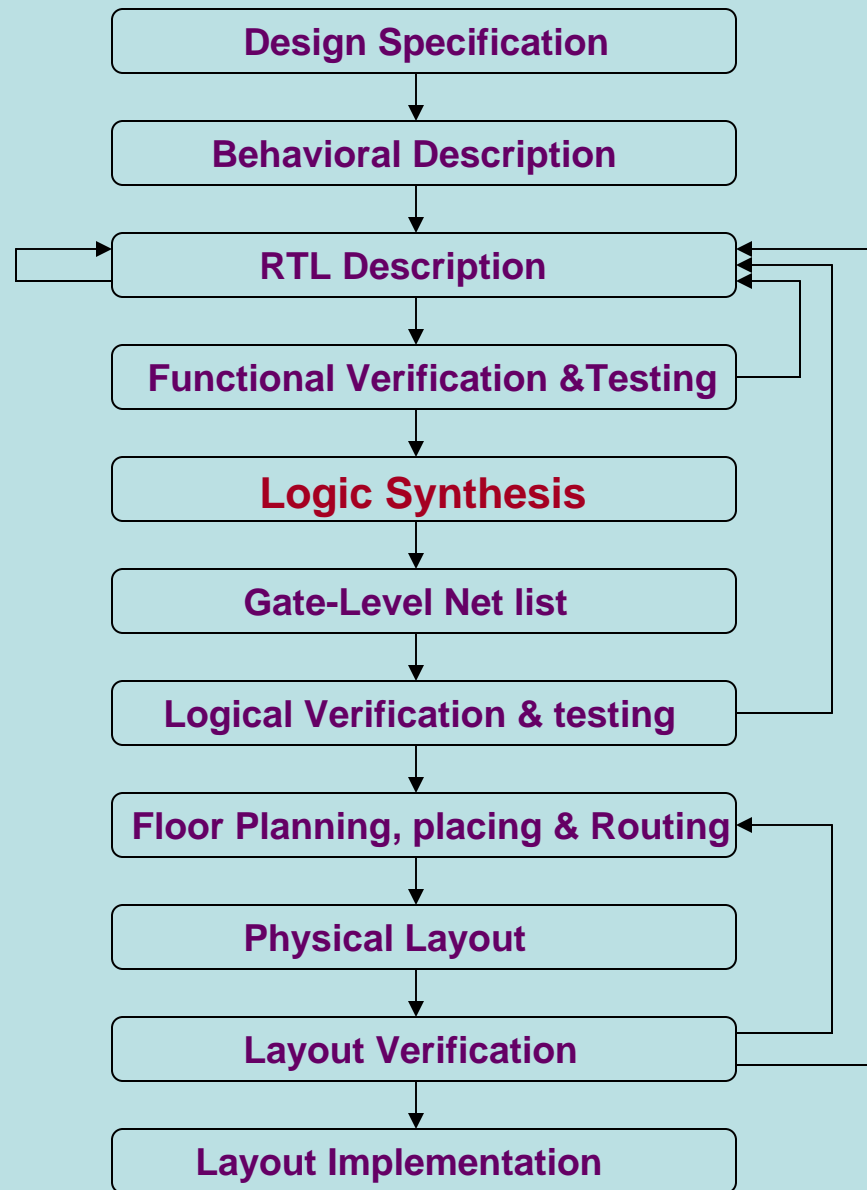 Design Specification
Behavioral Description
RTL Description
Functional Verification &Testing
Logic Synthesis
Gate-Level Net list
Logical Verification & testing
Floor Planning, placing & Routing
Physical Layout
Layout Verification
Layout Implementation